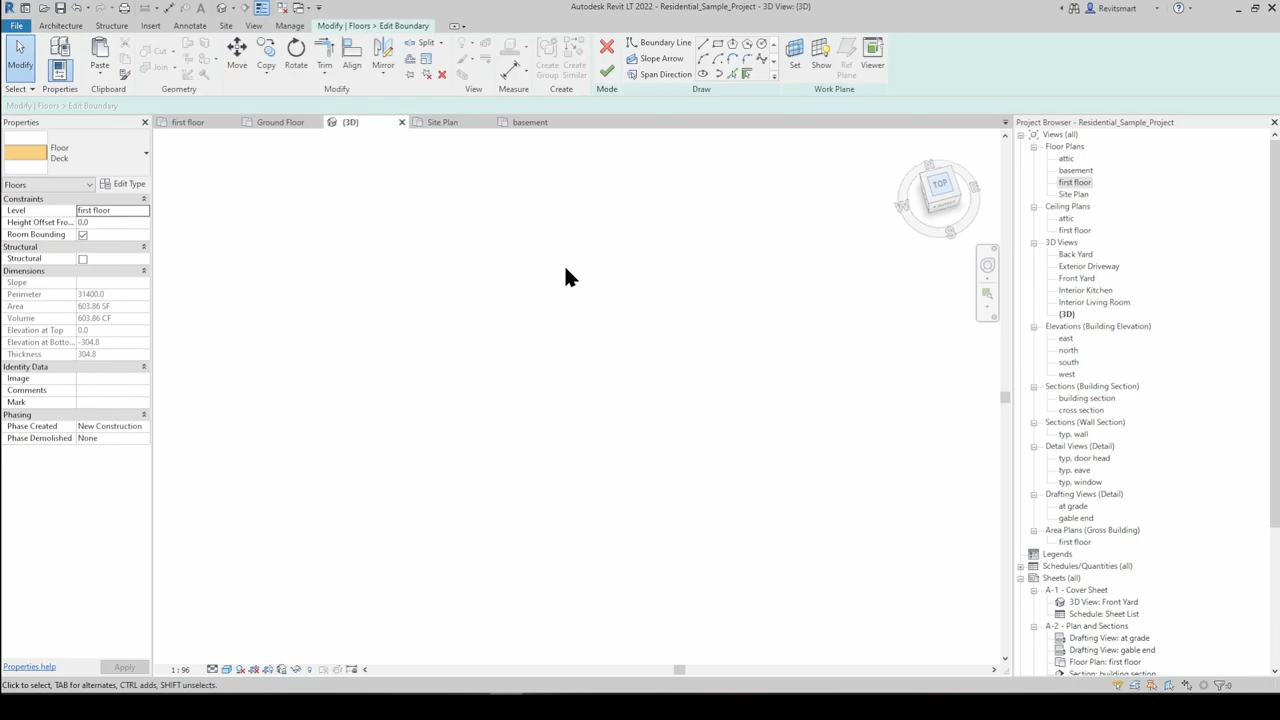 Autodesk Revit LT 2022 - Residential_Sample_Project - 3D View: {3D}
Revitsmart
File Architecture Structure Insert Annotate Site View Manage Modify | Floors > Edit Boundary
Modify
Select
Properties
Paste
Clipboard
Cut
Join
Geometry
Move
Copy
Rotate
Trim
Align
Mirror
Split
Modify
View
Measure
Create Group
Create Similar
Create
Mode
Boundary Line
Slope Arrow
Span Direction
Draw
Set
Show
Ref Plane
Viewer
Work Plane
Modify | Floors > Edit Boundary
Properties
first floor
Ground Floor
{3D}
Site Plan
basement
Project Browser - Residential_Sample_Project
Floor
Deck
Floors
Edit Type
Constraints
Level first floor
Height Offset Fro... 0.0
Room Bounding
Structural
Structural
Dimensions
Slope
Perimeter 31400.0
Area 603.86 SF
Volume 603.86 CF
Elevation at Top 0.0
Elevation at Botto... -304.8
Thickness 304.8
Identity Data
Image
Comments
Mark
Phasing
Phase Created New Construction
Phase Demolished None
Properties help
Apply
TOP
N
E
S
W
Views (all)
Floor Plans
attic
basement
first floor
Site Plan
Ceiling Plans
attic
first floor
3D Views
Back Yard
Exterior Driveway
Front Yard
Interior Kitchen
Interior Living Room
{3D}
Elevations (Building Elevation)
east
north
south
west
Sections (Building Section)
building section
cross section
Sections (Wall Section)
typ. wall
Detail Views (Detail)
typ. door head
typ. eave
typ. window
Drafting Views (Detail)
at grade
gable end
Area Plans (Gross Building)
first floor
Legends
Schedules/Quantities (all)
Sheets (all)
A-1 - Cover Sheet
3D View: Front Yard
Schedule: Sheet List
A-2 - Plan and Sections
Drafting View: at grade
Drafting View: gable end
Floor Plan: first floor
Section: building section
1 : 96
Click to select, TAB for alternates, CTRL adds, SHIFT unselects.
:0